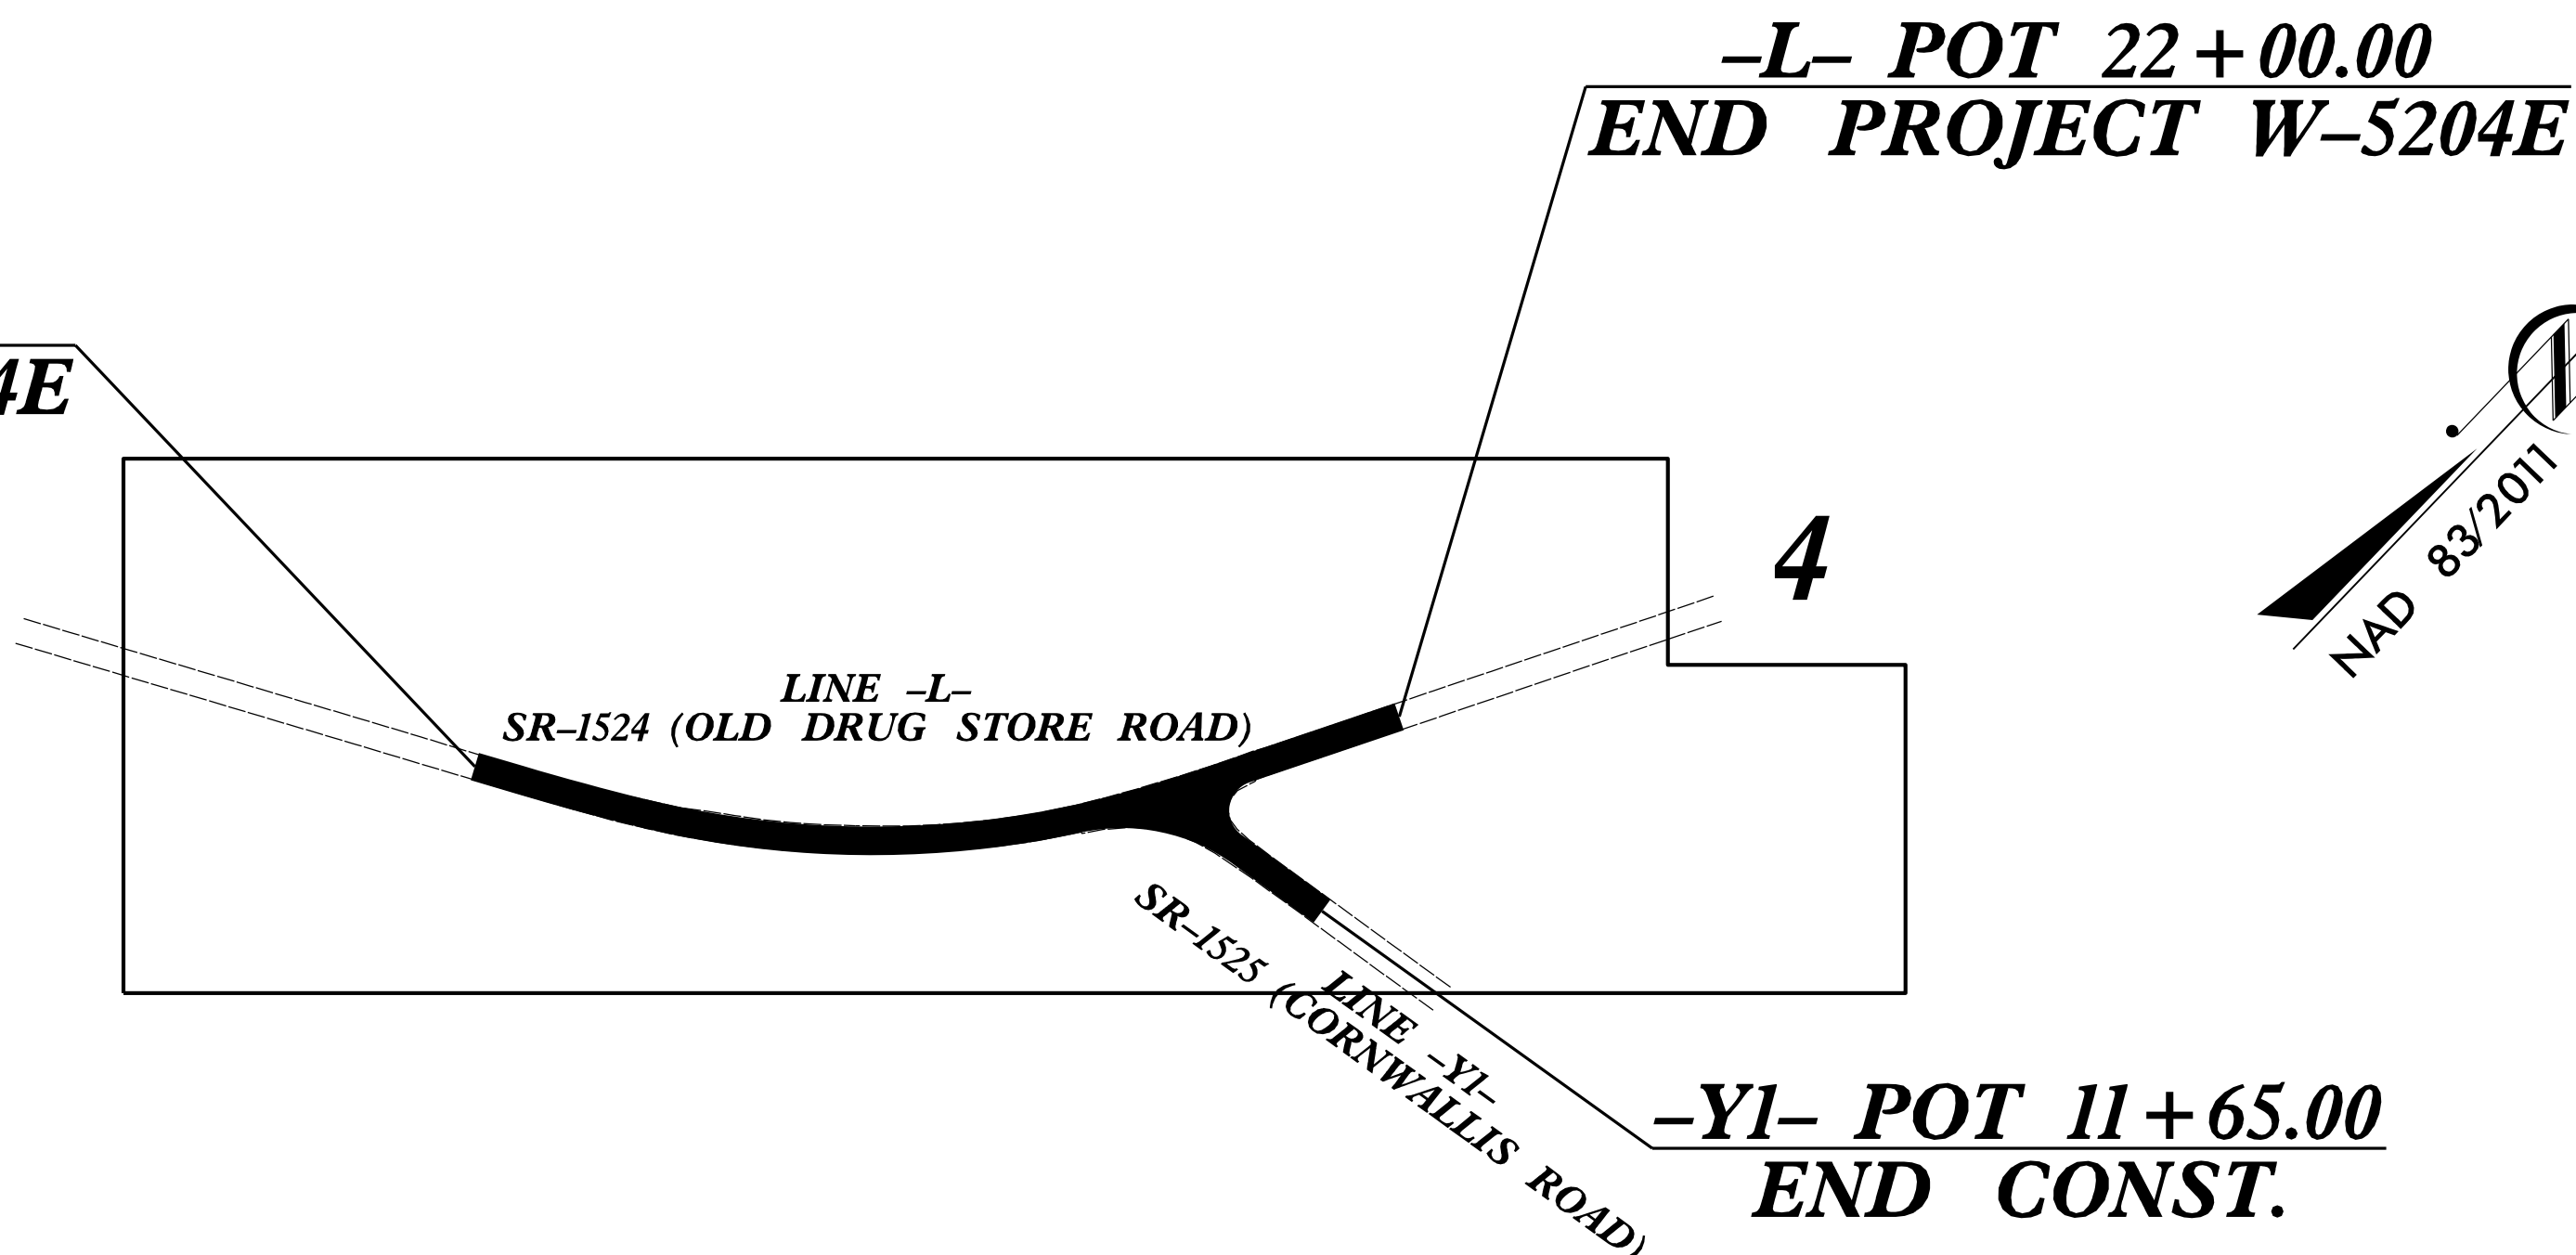 –L– POT 22+00.00
END PROJECT W–5204E
4E
NAD 83/2011
4
LINE –L–
SR–1524 (OLD DRUG STORE ROAD)
LINE –Y1–
SR–1525 (CORNWALLIS ROAD)
–Y1– POT 11+65.00
END CONST.